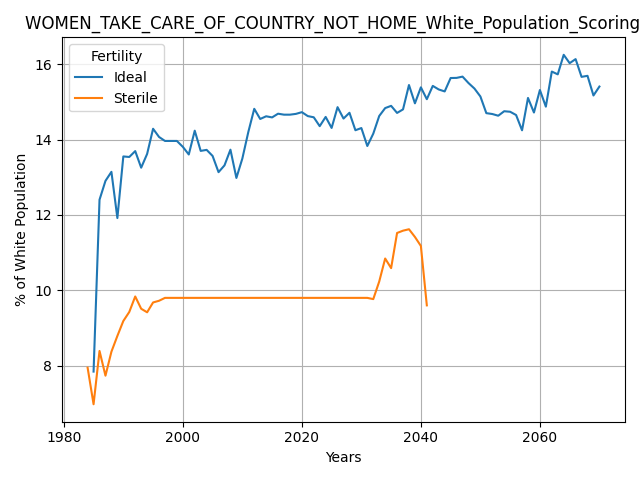 WOMEN_TAKE_CARE_OF_COUNTRY_NOT_HOME_White_Population_Scoring
Fertility
Ideal
Sterile
% of White Population
16
14
12
10
8
1980
2000
2020
2040
2060
Years